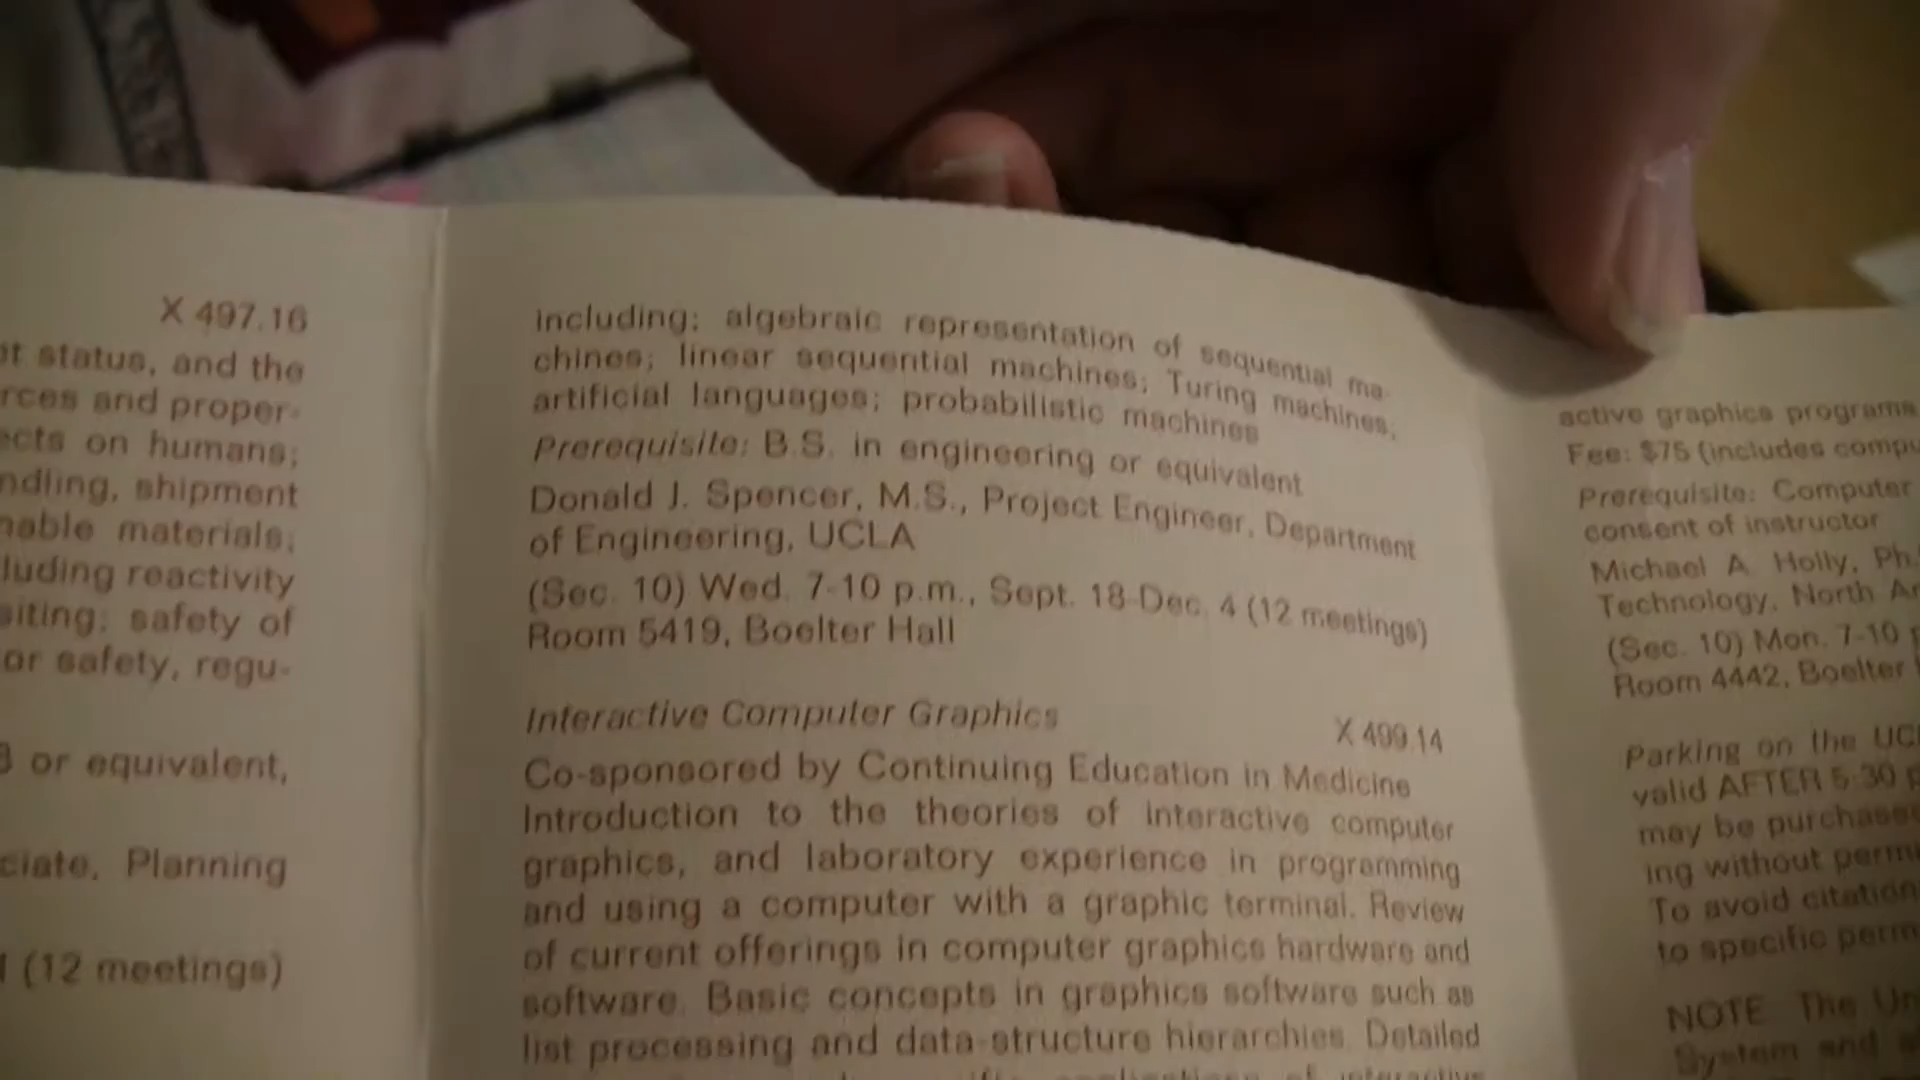 X 497.16
status, and the
and proper-
on humans;
shipment
materials;
reactivity
safety of
or safety, regu-
or equivalent,
Planning
(12 meetings)
including; algebraic representation of sequential ma-
chines; linear sequential machines; Turing machines;
artificial languages; probabilistic machines
Prerequisite: B.S. in engineering or equivalent
Donald J. Spencer, M.S., Project Engineer, Department
of Engineering, UCLA
(Sec. 10) Wed. 7-10 p.m., Sept. 18-Dec. 4 (12 meetings)
Room 5419, Boelter Hall
Interactive Computer Graphics X 499.14
Co-sponsored by Continuing Education in Medicine
Introduction to the theories of interactive computer
graphics, and laboratory experience in programming
and using a computer with a graphic terminal. Review
of current offerings in computer graphics hardware and
software. Basic concepts in graphics software such as
list processing and data-structure hierarchies. Detailed
active graphics programs.
Fee: $75 (includes
Prerequisite: Computer
consent of instructor
Michael A. Holly,
Technology, North
(Sec. 10) Mon. 7-10
Room 4442, Boelter
Parking on the
valid AFTER 5:30
may be
ing without
To avoid
to specific
NOTE The
System and